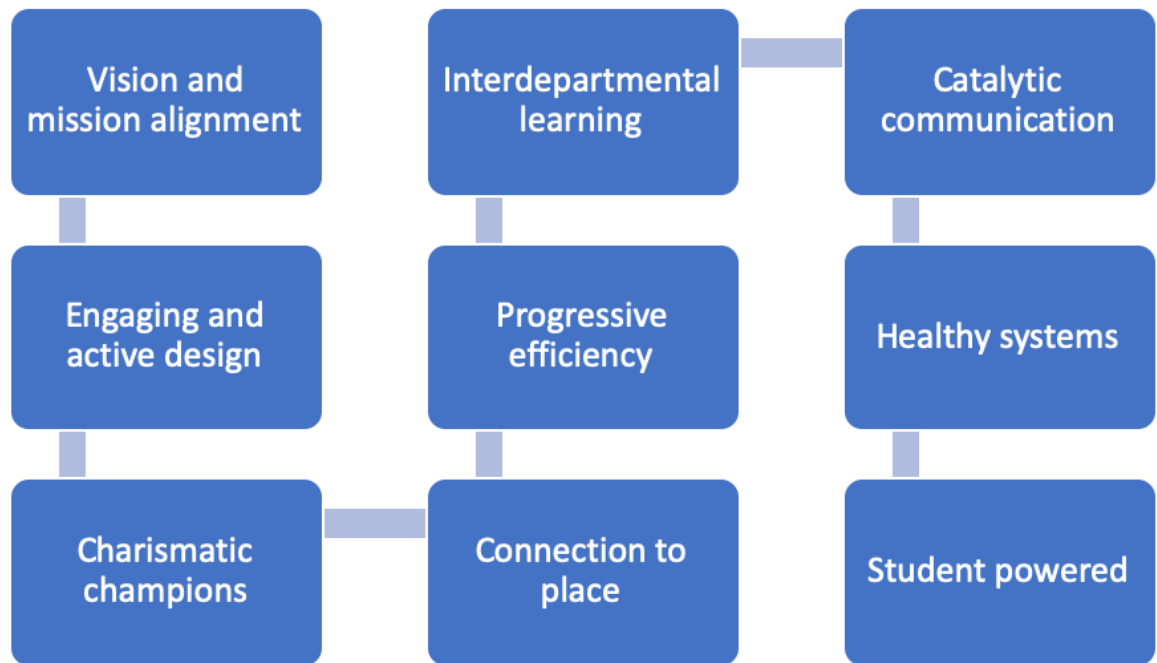 Vision and
mission alignment
Engaging and
active design
Charismatic
champions
Connection to
place
Progressive
efficiency
Interdepartmental
learning
Catalytic
communication
Healthy systems
Student powered